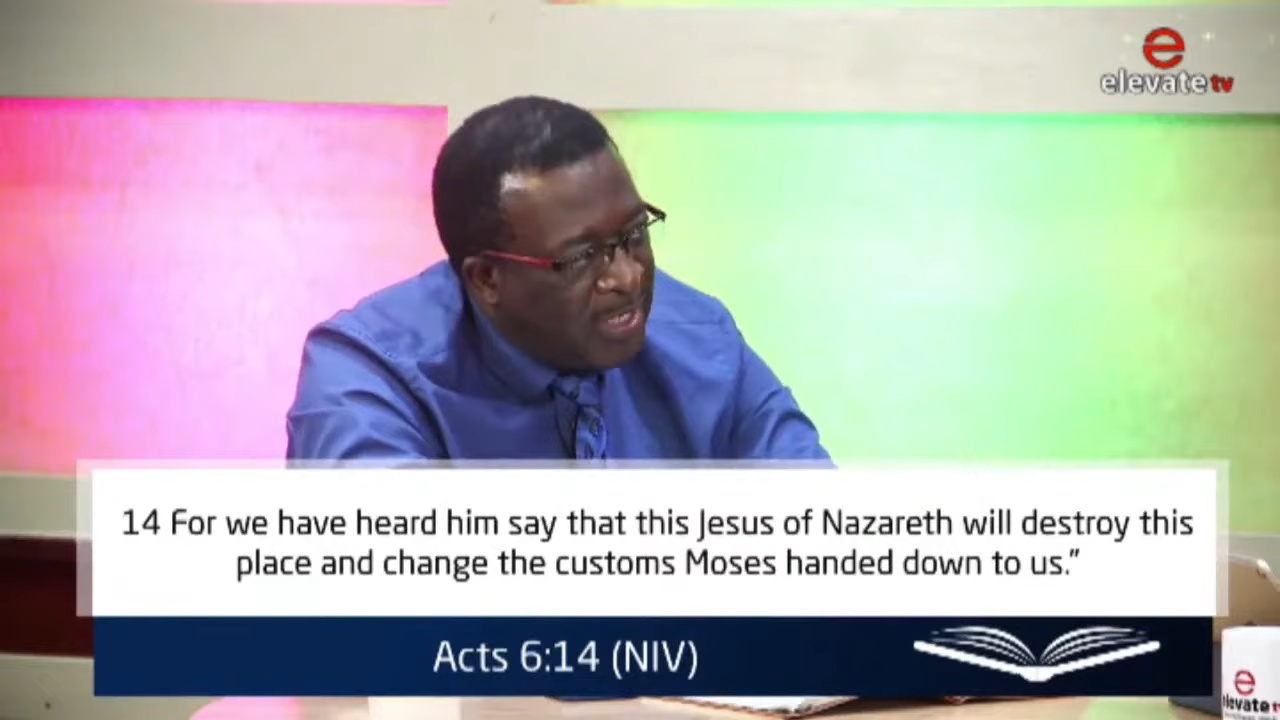 e
elevate tv
14 For we have heard him say that this Jesus of Nazareth will destroy this
place and change the customs Moses handed down to us.”
Acts 6:14 (NIV)
e